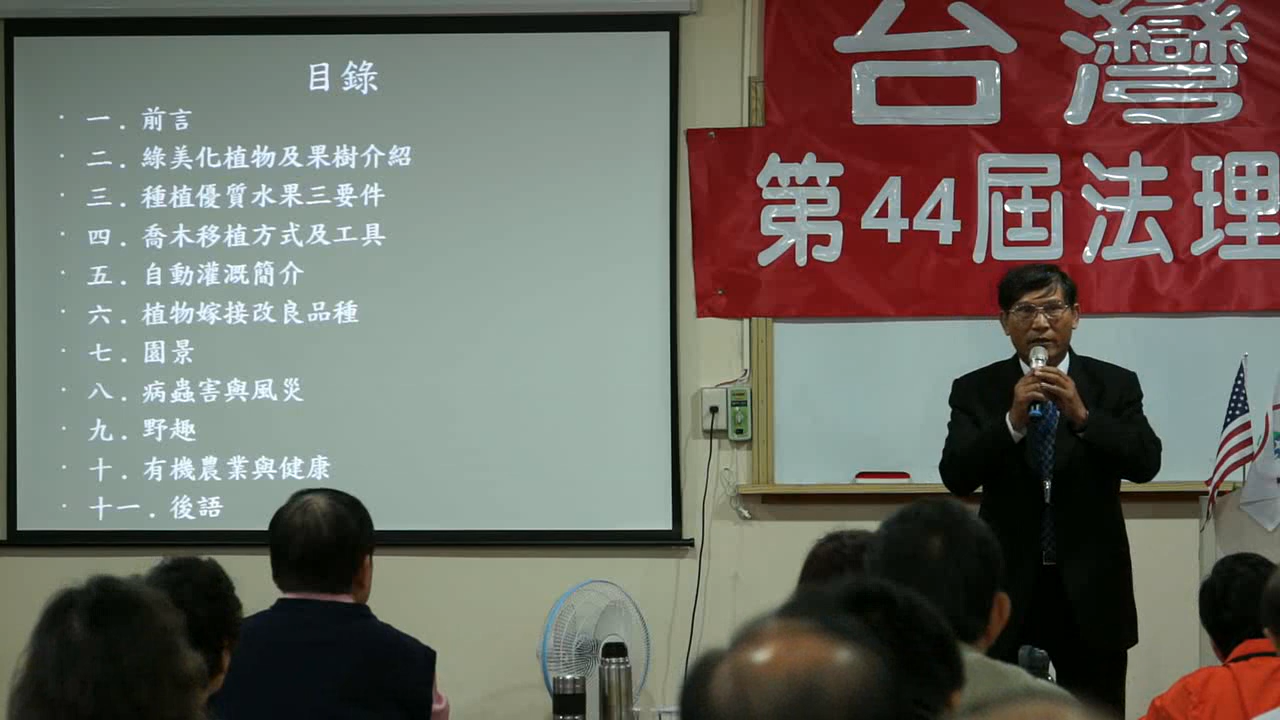 目錄
· 一．前言
· 二．綠美化植物及果樹介紹
· 三．種植優質水果三要件
· 四．喬木移植方式及工具
· 五．自動灌溉簡介
· 六．植物嫁接改良品種
· 七．園景
· 八．病蟲害與風災
· 九．野趣
· 十．有機農業與健康
· 十一．後語
台灣
第44屆法理